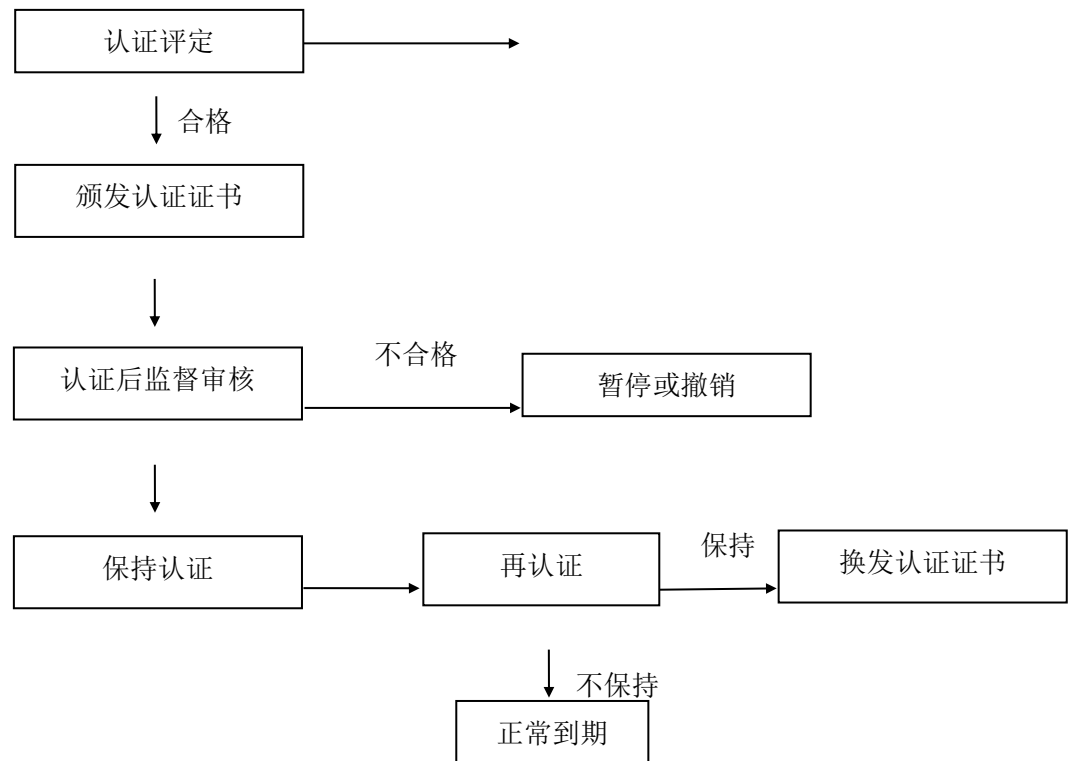 认证评定
合格
颁发认证证书
不合格
认证后监督审核
暂停或撤销
保持
保持认证
再认证
换发认证证书
不保持
正常到期